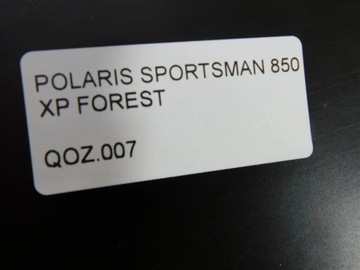 POLARIS SPORTSMAN 850
XP FOREST
QOZ.007